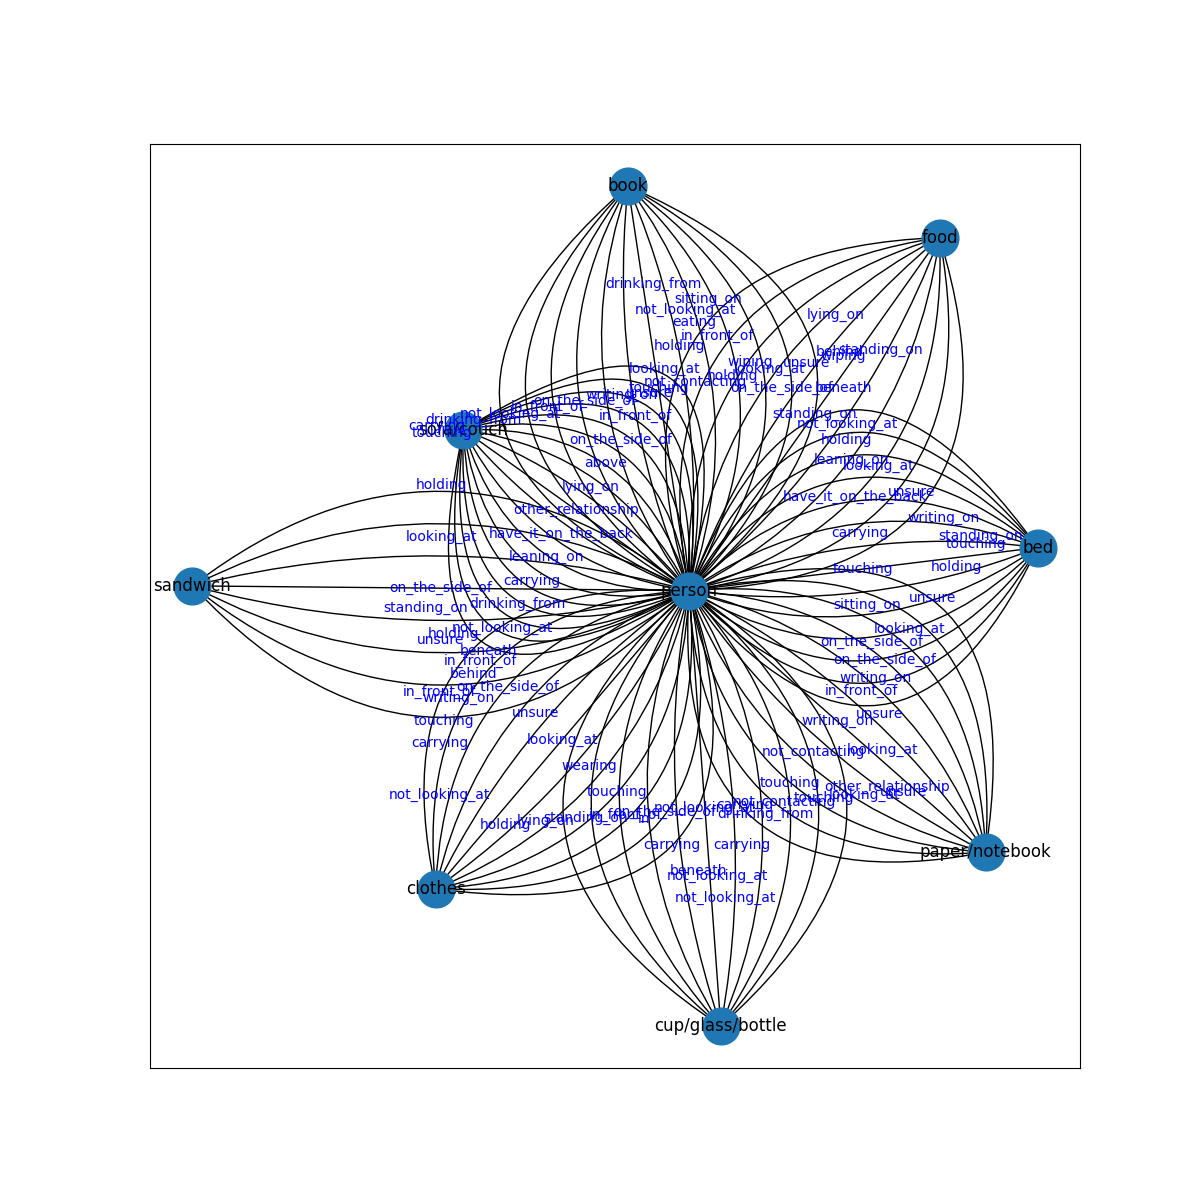 book
food
drinking_from
sitting_on
not_looking_at
lying_on
eating
in_front_of
holding
standing_on
wiping
unsure
looking_at
looking_at
holding
not_contacting
touching
on_the_side_of
beneath
writing_on
on_the_side_of
in_front_of
not_looking_at
in_front_of
standing_on
drinking_from
not_looking_at
carrying
sofa/couch
touching
on_the_side_of
holding
above
leaning_on
looking_at
holding
lying_on
have_it_on_the_back
unsure
other_relationship
writing_on
looking_at
have_it_on_the_back
carrying
standing_on
touching
bed
leaning_on
touching
holding
sandwich
on_the_side_of
carrying
person
unsure
standing_on
drinking_from
sitting_on
holding
not_looking_at
looking_at
unsure
on_the_side_of
beneath
in_front_of
on_the_side_of
behind
writing_on
in_front_of
on_the_side_of
in_front_of
writing_on
unsure
unsure
touching
writing_on
carrying
looking_at
not_contacting
looking_at
wearing
touching
other_relationship
not_looking_at
touching
touching
looking_at
unsure
not_contacting
not_looking_at
carrying
holding
lying_on
standing_on
in_front_of
on_the_side_of
drinking_from
carrying
carrying
paper/notebook
beneath
not_looking_at
clothes
not_looking_at
cup/glass/bottle